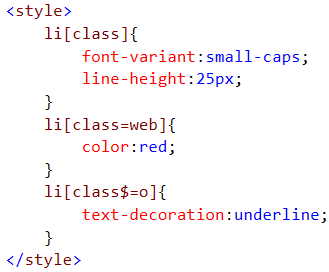 <style>
    li[class]{
        font-variant:small-caps;
        line-height:25px;
    }
    li[class=web]{
        color:red;
    }
    li[class$=o]{
        text-decoration:underline;
    }
</style>